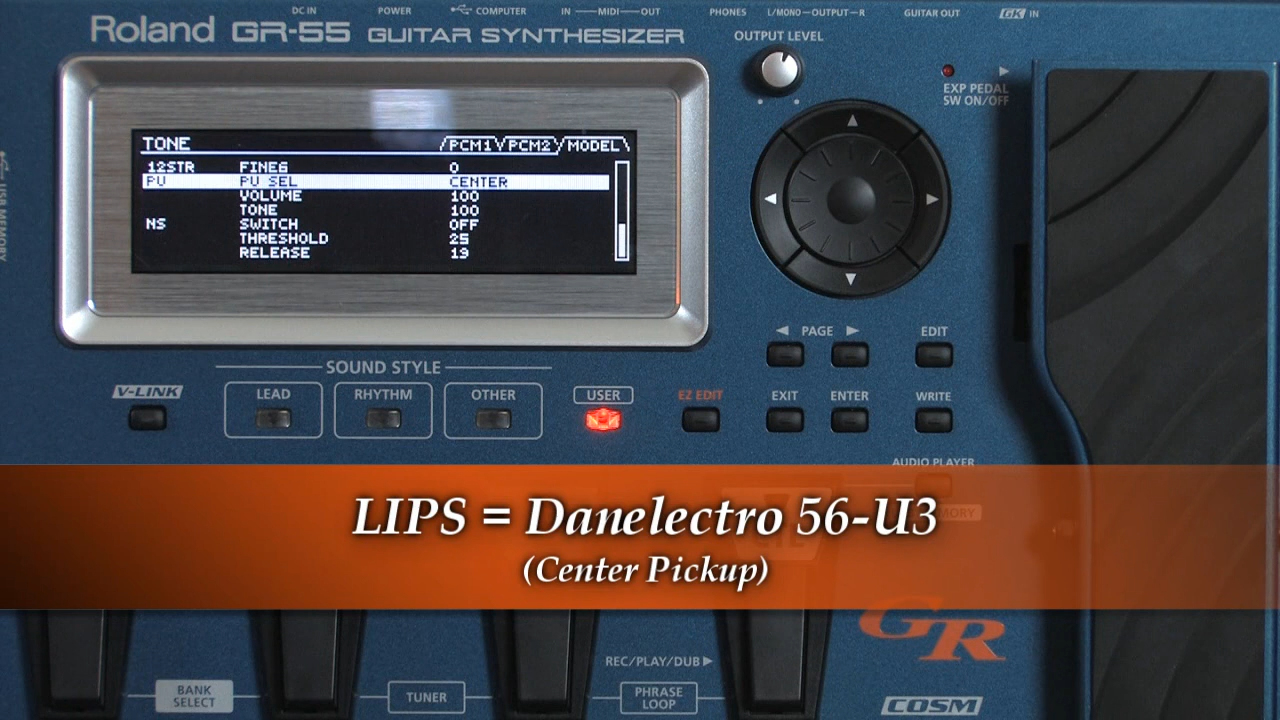 DC IN POWER COMPUTER IN MIDI OUT PHONES L/MONO-OUTPUT-R GUITAR OUT GK IN
Roland GR-55 GUITAR SYNTHESIZER
OUTPUT LEVEL
EXP PEDAL
SW ON/OFF
TONE PCM1 PCM2 MODEL
12STR FINE6 0
PU PU SEL CENTER
VOLUME 100
TONE 100
NS SWITCH OFF
THRESHOLD 25
RELEASE 19
USB MEMORY
PAGE EDIT
SOUND STYLE
V-LINK LEAD RHYTHM OTHER USER EZ EDIT EXIT ENTER WRITE
AUDIO PLAYER
LIPS = Danelectro 56-U3
(Center Pickup)
GR
REC/PLAY/DUB
BANK
SELECT
TUNER
PHRASE
LOOP
COSM